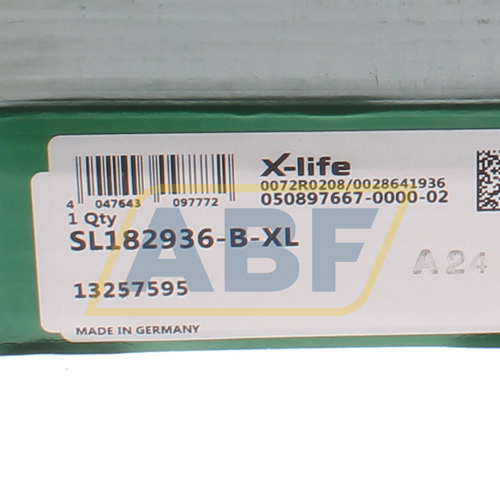 X-life
0072R0208/0028641936
050897667-0000-02
4 047643 097772
1 Qty
SL182936-B-XL
ABF
A24
13257595
MADE IN GERMANY